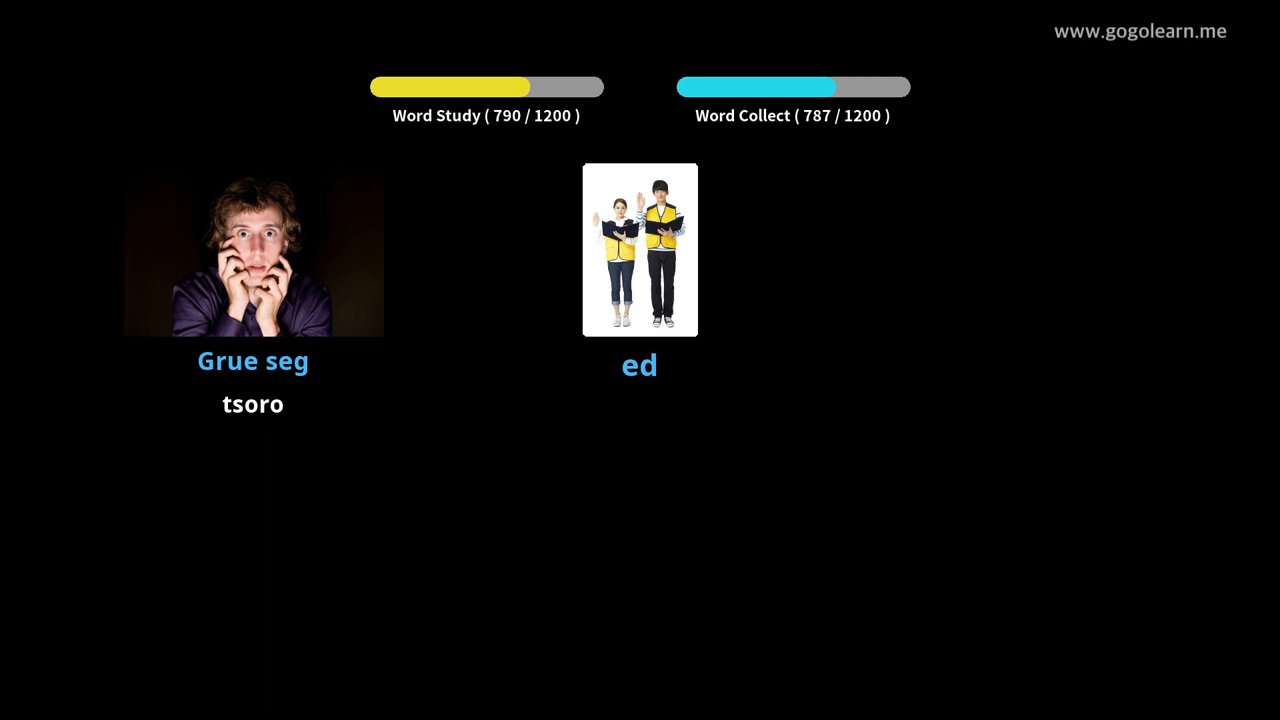 www.gogolearn.me
Word Study ( 790 / 1200 )
Word Collect ( 787 / 1200 )
Grue seg
tsoro
ed